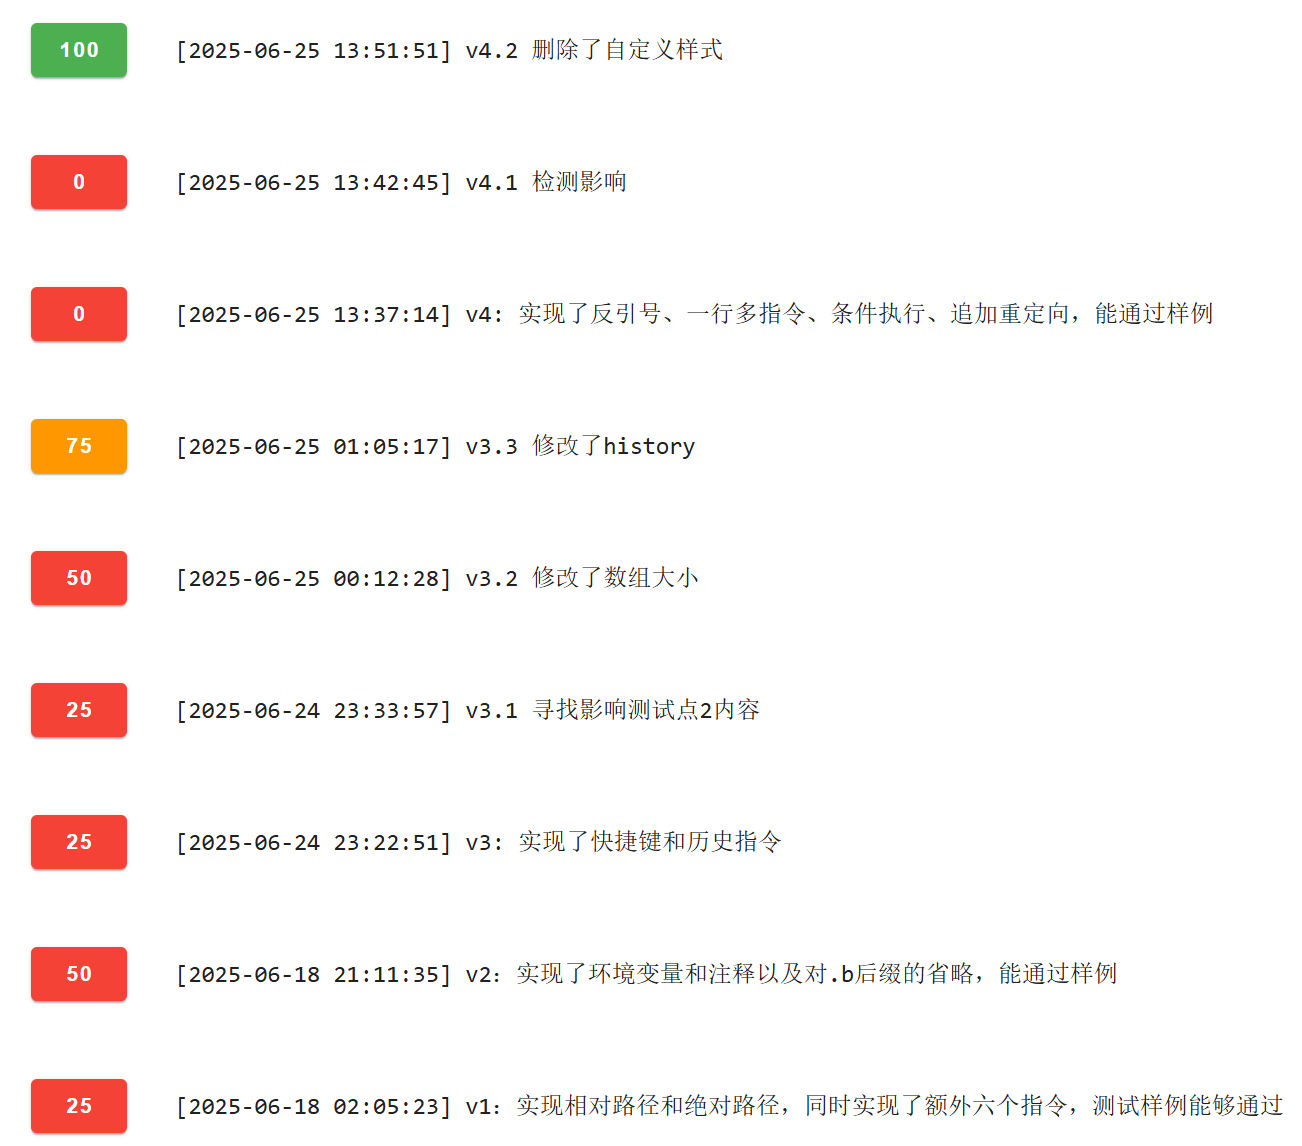 100 [2025-06-25 13:51:51] v4.2 删除了自定义样式
0 [2025-06-25 13:42:45] v4.1 检测影响
0 [2025-06-25 13:37:14] v4: 实现了反引号、一行多指令、条件执行、追加重定向，能通过样例
75 [2025-06-25 01:05:17] v3.3 修改了history
50 [2025-06-25 00:12:28] v3.2 修改了数组大小
25 [2025-06-24 23:33:57] v3.1 寻找影响测试点2内容
25 [2025-06-24 23:22:51] v3: 实现了快捷键和历史指令
50 [2025-06-18 21:11:35] v2：实现了环境变量和注释以及对.b后缀的省略，能通过样例
25 [2025-06-18 02:05:23] v1：实现相对路径和绝对路径，同时实现了额外六个指令，测试样例能够通过